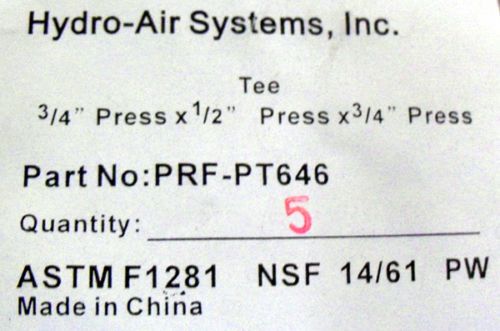 Hydro-Air Systems, Inc.
Tee
3/4" Press x 1/2" Press x 3/4" Press
Part No:PRF-PT646
Quantity: 5
ASTM F1281 NSF 14/61 PW
Made in China